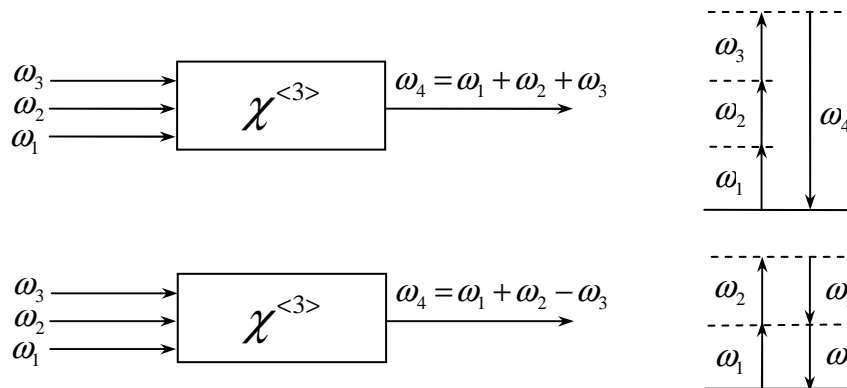 ω₃
ω₂
ω₁
χ<3>
ω₄ = ω₁ + ω₂ + ω₃
ω₃
ω₂
ω₁
ω₄
ω₃
ω₂
ω₁
χ<3>
ω₄ = ω₁ + ω₂ − ω₃
ω₂
ω
ω₁
ω